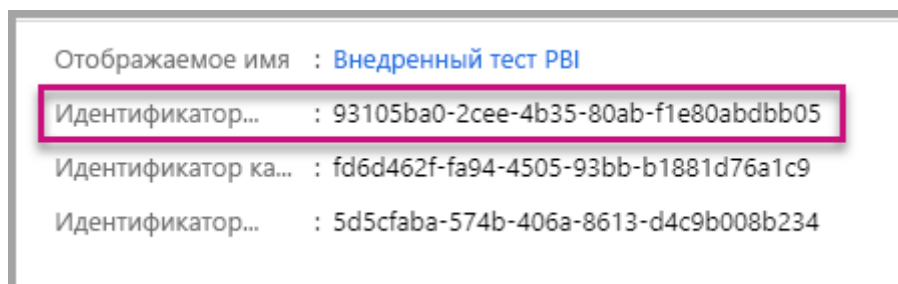 Отображаемое имя : Внедренный тест PBI
Идентификатор... : 93105ba0-2cee-4b35-80ab-f1e80abdbb05
Идентификатор ка... : fd6d462f-fa94-4505-93bb-b1881d76a1c9
Идентификатор... : 5d5cfaba-574b-406a-8613-d4c9b008b234